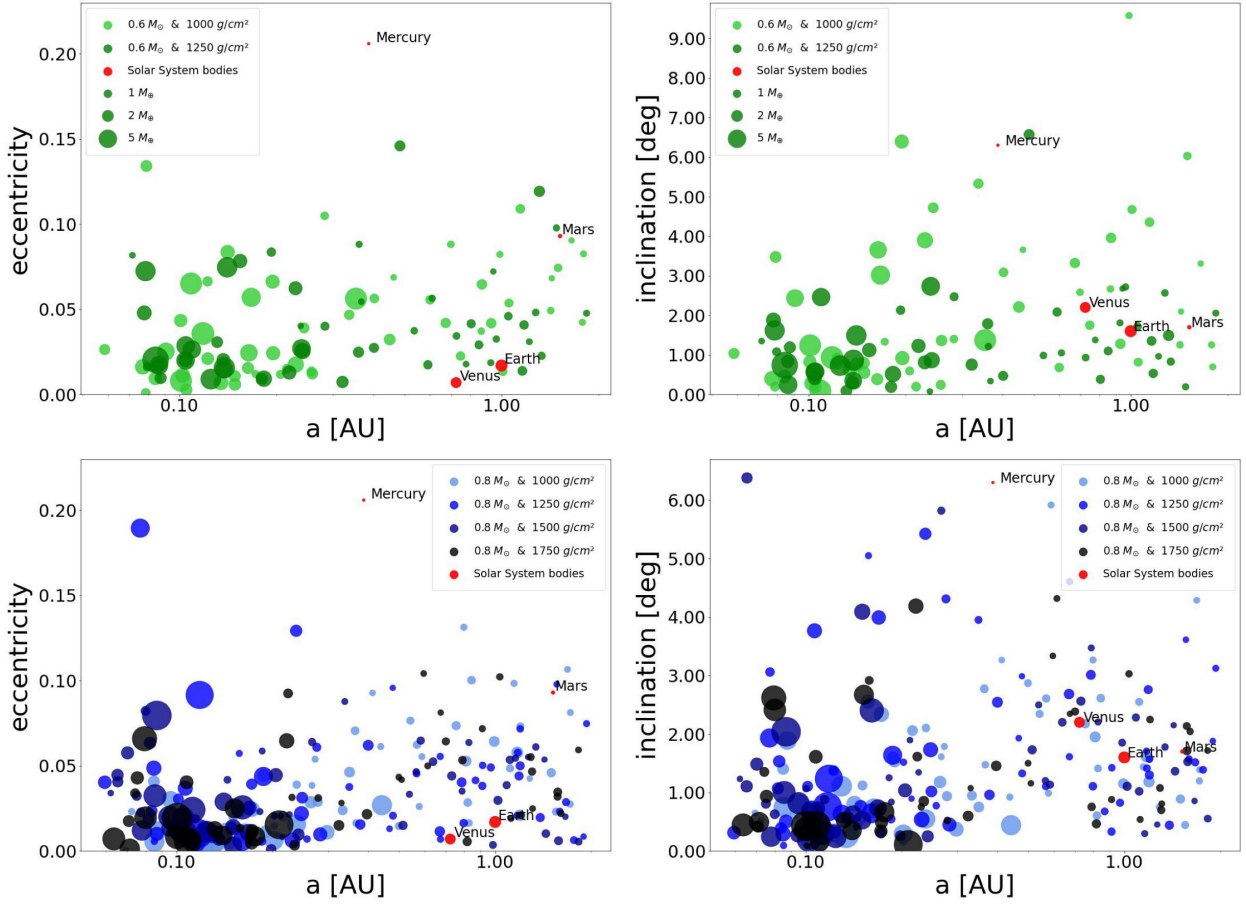 eccentricity
0.20
0.15
0.10
0.05
0.00
0.6 M⊙ & 1000 g/cm²
0.6 M⊙ & 1250 g/cm²
Solar System bodies
1 M⊕
2 M⊕
5 M⊕
Mercury
Mars
Earth
Venus
0.10
1.00
a [AU]
inclination [deg]
9.00
8.00
7.00
6.00
5.00
4.00
3.00
2.00
1.00
0.00
0.6 M⊙ & 1000 g/cm²
0.6 M⊙ & 1250 g/cm²
Solar System bodies
1 M⊕
2 M⊕
5 M⊕
Mercury
Venus
Earth
Mars
0.10
1.00
a [AU]
eccentricity
0.20
0.15
0.10
0.05
0.00
0.8 M⊙ & 1000 g/cm²
0.8 M⊙ & 1250 g/cm²
0.8 M⊙ & 1500 g/cm²
0.8 M⊙ & 1750 g/cm²
Solar System bodies
Mercury
Mars
Earth
Venus
0.10
1.00
a [AU]
inclination [deg]
6.00
5.00
4.00
3.00
2.00
1.00
0.00
0.8 M⊙ & 1000 g/cm²
0.8 M⊙ & 1250 g/cm²
0.8 M⊙ & 1500 g/cm²
0.8 M⊙ & 1750 g/cm²
Solar System bodies
Mercury
Venus
Earth
Mars
0.10
1.00
a [AU]